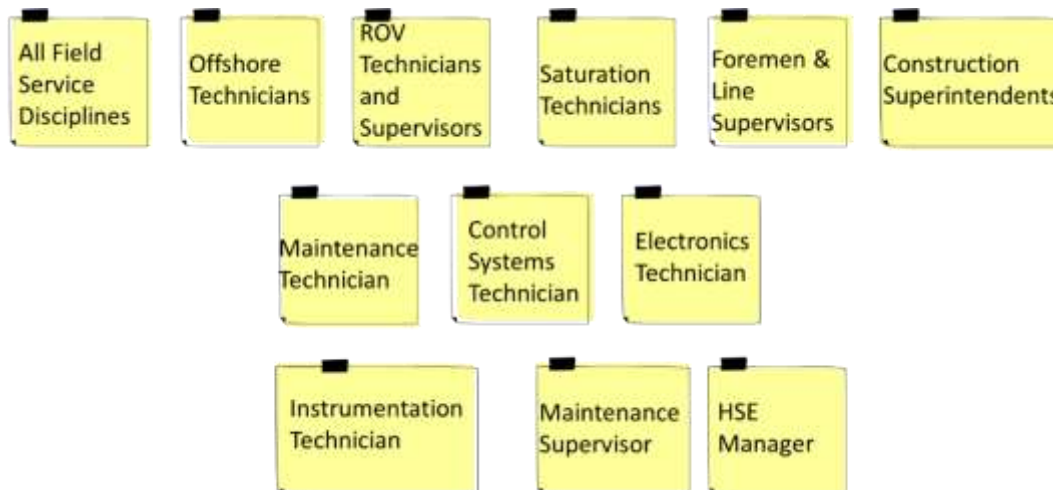 All Field
Service
Disciplines
Offshore
Technicians
ROV
Technicians
and
Supervisors
Saturation
Technicians
Foremen &
Line
Supervisors
Construction
Superintendents
Maintenance
Technician
Control
Systems
Technician
Electronics
Technician
Instrumentation
Technician
Maintenance
Supervisor
HSE
Manager